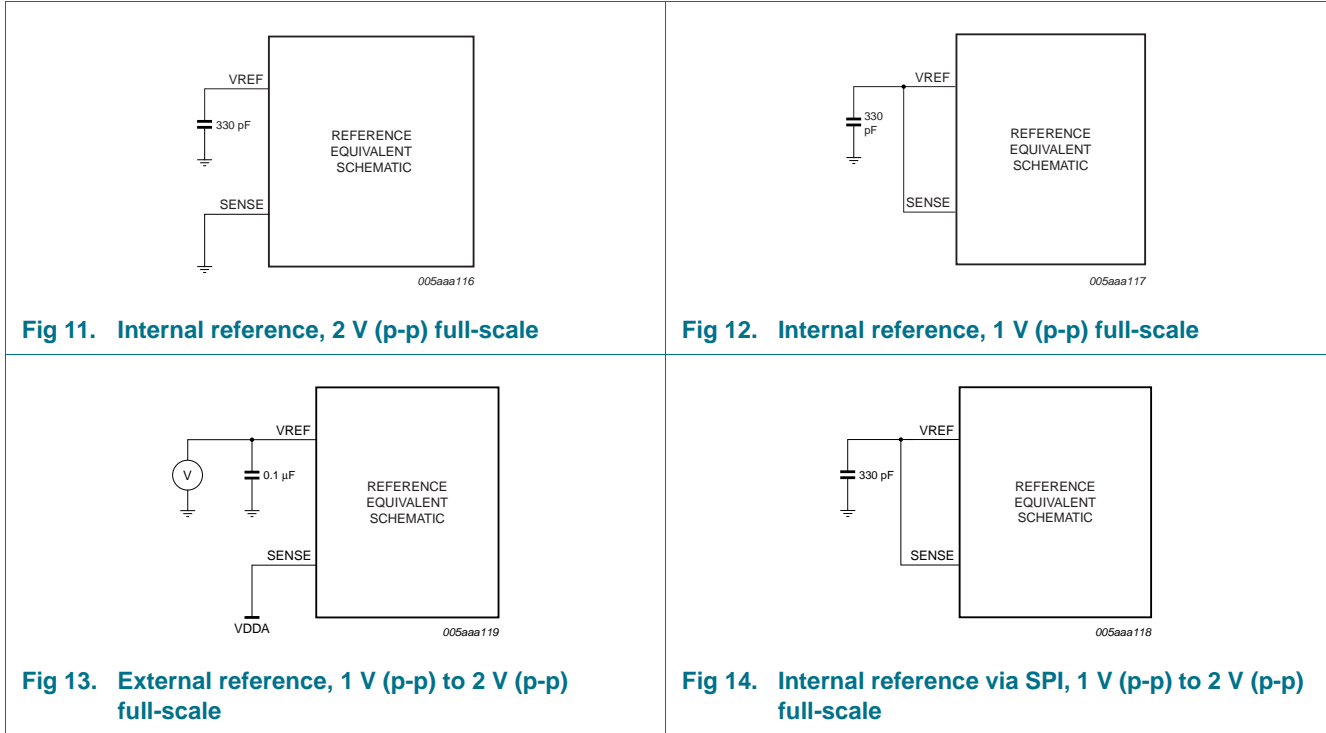 VREF
330 pF
REFERENCE
EQUIVALENT
SCHEMATIC
SENSE
005aaa116
Fig 11. Internal reference, 2 V (p-p) full-scale
VREF
330
pF
REFERENCE
EQUIVALENT
SCHEMATIC
SENSE
005aaa117
Fig 12. Internal reference, 1 V (p-p) full-scale
VREF
V
0.1 μF
REFERENCE
EQUIVALENT
SCHEMATIC
SENSE
VDDA
005aaa119
Fig 13. External reference, 1 V (p-p) to 2 V (p-p)
full-scale
VREF
330 pF
REFERENCE
EQUIVALENT
SCHEMATIC
SENSE
005aaa118
Fig 14. Internal reference via SPI, 1 V (p-p) to 2 V (p-p)
full-scale